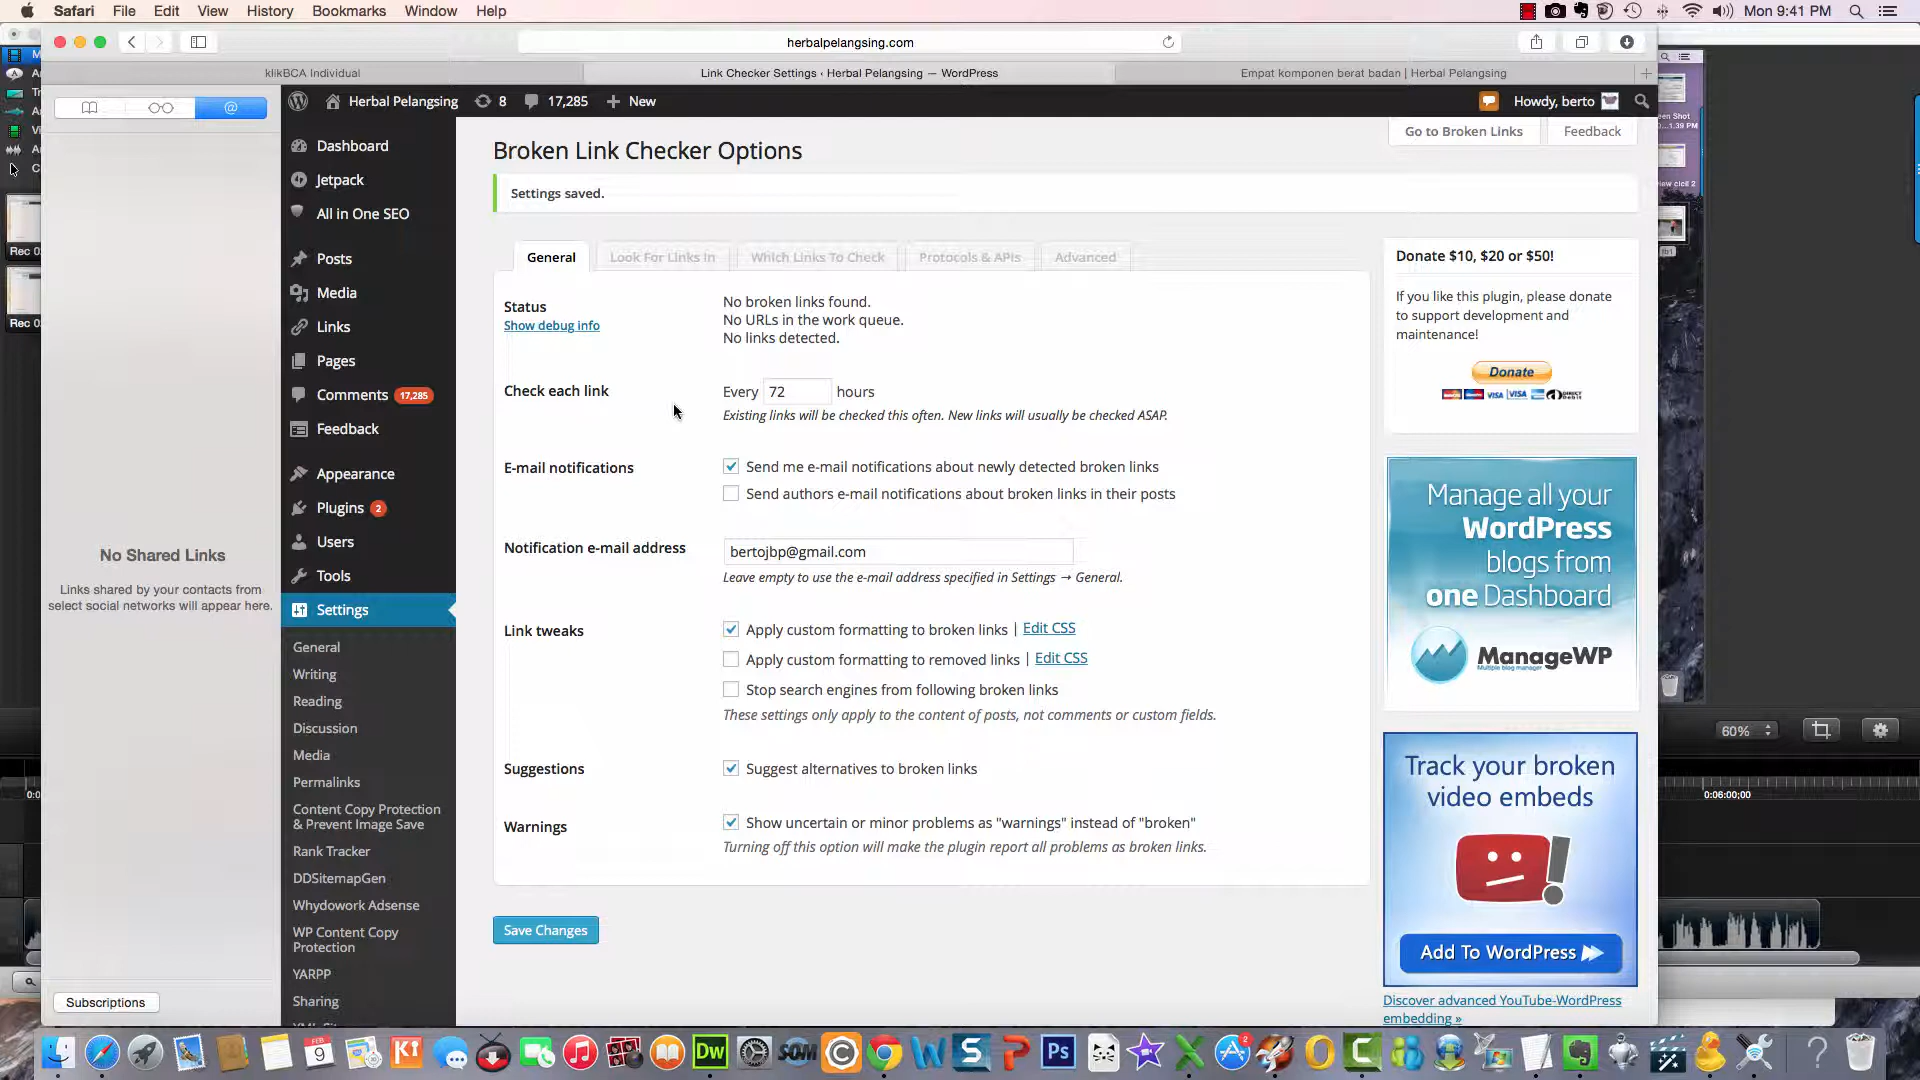 Safari File Edit View History Bookmarks Window Help
Mon 9:41 PM
herbalpelangsing.com
klikBCA Individual
Link Checker Settings ‹ Herbal Pelangsing — WordPress
Empat komponen berat badan | Herbal Pelangsing
Herbal Pelangsing 8 17,285 + New
Howdy, berto
Dashboard
Jetpack
All in One SEO
Posts
Media
Links
Pages
Comments 17,285
Feedback
Appearance
Plugins 2
Users
Tools
Settings
General
Writing
Reading
Discussion
Media
Permalinks
Content Copy Protection
& Prevent Image Save
Rank Tracker
DDSitemapGen
Whydowork Adsense
WP Content Copy
Protection
YARPP
Sharing
No Shared Links
Links shared by your contacts from
select social networks will appear here.
Subscriptions
Go to Broken Links
Feedback
Broken Link Checker Options
Settings saved.
General
Look For Links In
Which Links To Check
Protocols & APIs
Advanced
Status
Show debug info
No broken links found.
No URLs in the work queue.
No links detected.
Check each link
Every 72 hours
Existing links will be checked this often. New links will usually be checked ASAP.
E-mail notifications
Send me e-mail notifications about newly detected broken links
Send authors e-mail notifications about broken links in their posts
Notification e-mail address
bertojbp@gmail.com
Leave empty to use the e-mail address specified in Settings → General.
Link tweaks
Apply custom formatting to broken links | Edit CSS
Apply custom formatting to removed links | Edit CSS
Stop search engines from following broken links
These settings only apply to the content of posts, not comments or custom fields.
Suggestions
Suggest alternatives to broken links
Warnings
Show uncertain or minor problems as "warnings" instead of "broken"
Turning off this option will make the plugin report all problems as broken links.
Save Changes
Donate $10, $20 or $50!
If you like this plugin, please donate
to support development and
maintenance!
Donate
Manage all your
WordPress
blogs from
one Dashboard
ManageWP
Track your broken
video embeds
Add To WordPress
Discover advanced YouTube-WordPress
embedding »
60%
0:06:00;00